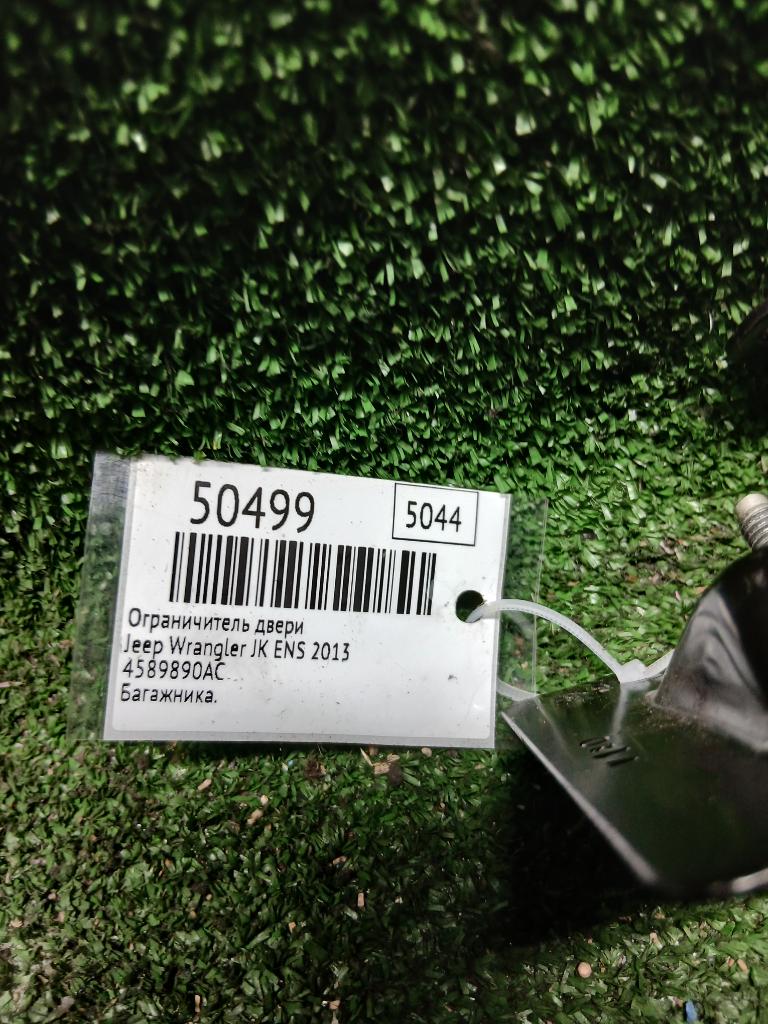 50499
5044
Ограничитель двери
Jeep Wrangler JK ENS 2013
4589890AC
Багажника.